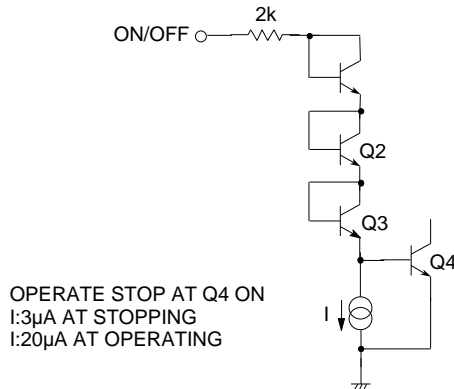 2k
ON/OFF
Q2
Q3
Q4
OPERATE STOP AT Q4 ON
I:3µA AT STOPPING
I:20µA AT OPERATING
I